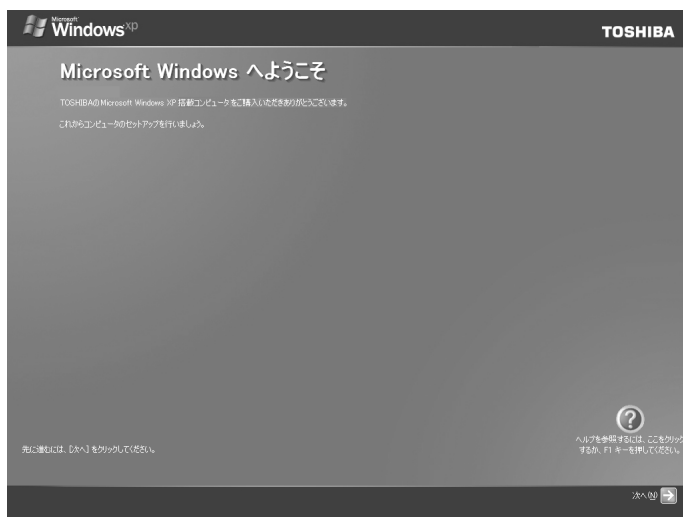 Microsoft
Windows xp
TOSHIBA
Microsoft Windows へようこそ
TOSHIBAの Microsoft Windows XP 搭載コンピュータをご購入いただきありがとうございます。
これからコンピュータのセットアップを行いましょう。
ヘルプを参照するには、ここをクリック
するか、F1 キーを押してください。
先に進むには、[次へ] をクリックしてください。
次へ(N)